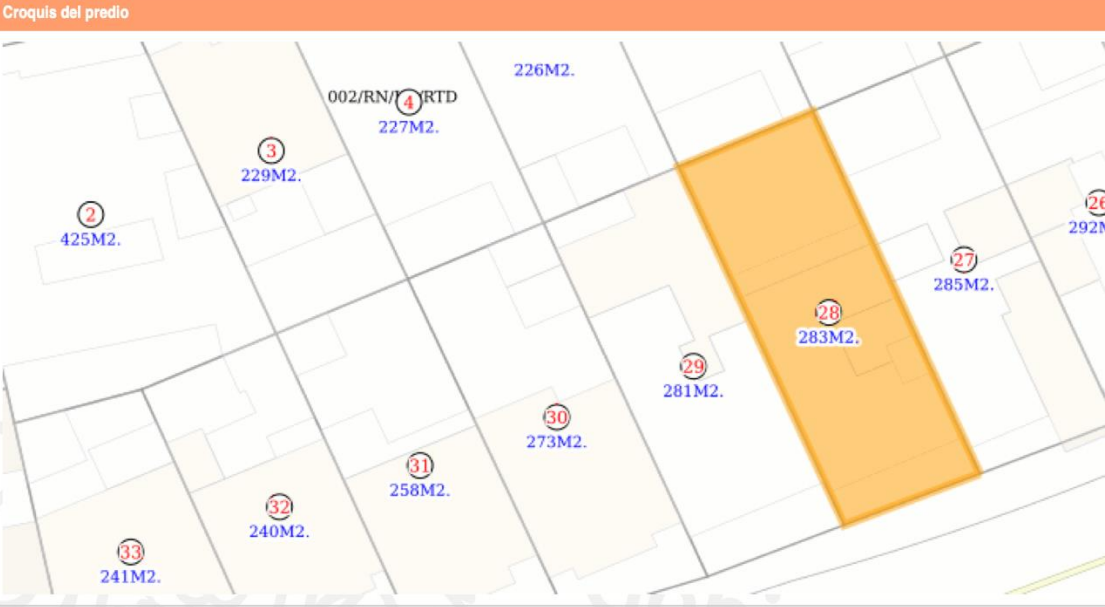 Croquis del predio
226M2.
002/RN/ RTD
4
227M2.
3
229M2.
2
425M2.
26
292M
27
285M2.
28
283M2.
29
281M2.
30
273M2.
31
258M2.
32
240M2.
33
241M2.